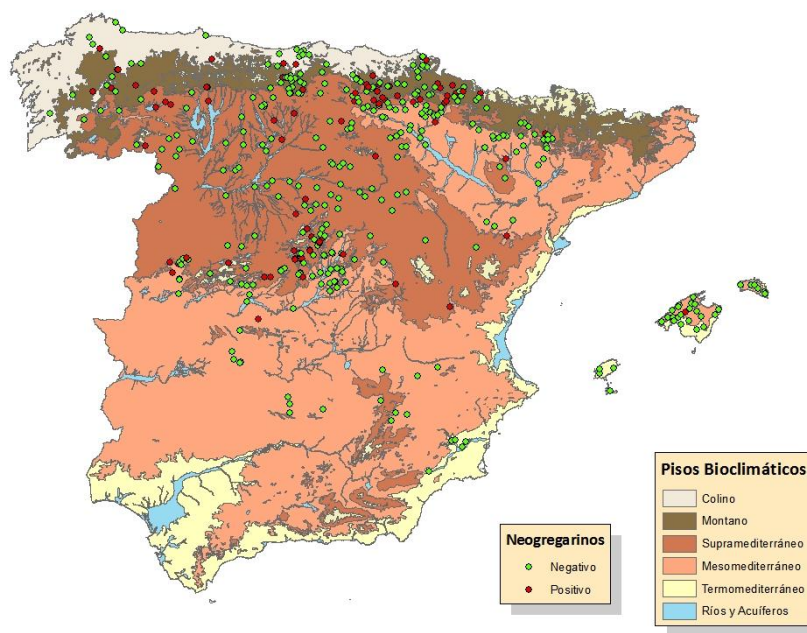 Neogregarinos
Negativo
Positivo
Pisos Bioclimáticos
Colino
Montano
Supramediterráneo
Mesomediterráneo
Termomediterráneo
Ríos y Acuíferos